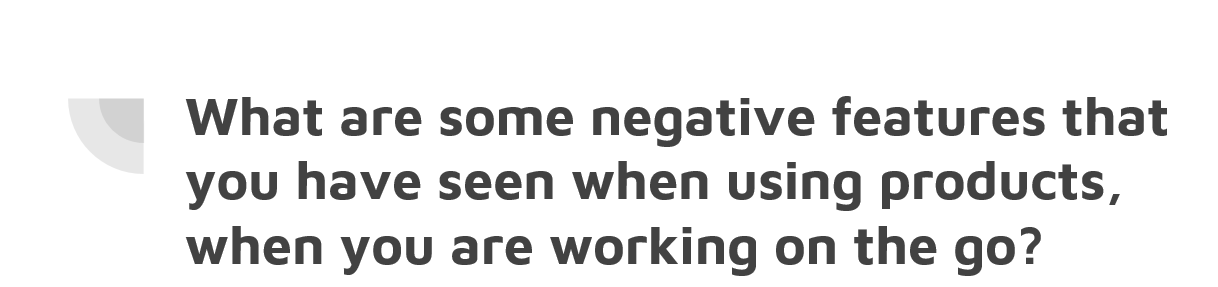 What are some negative features that
you have seen when using products,
when you are working on the go?